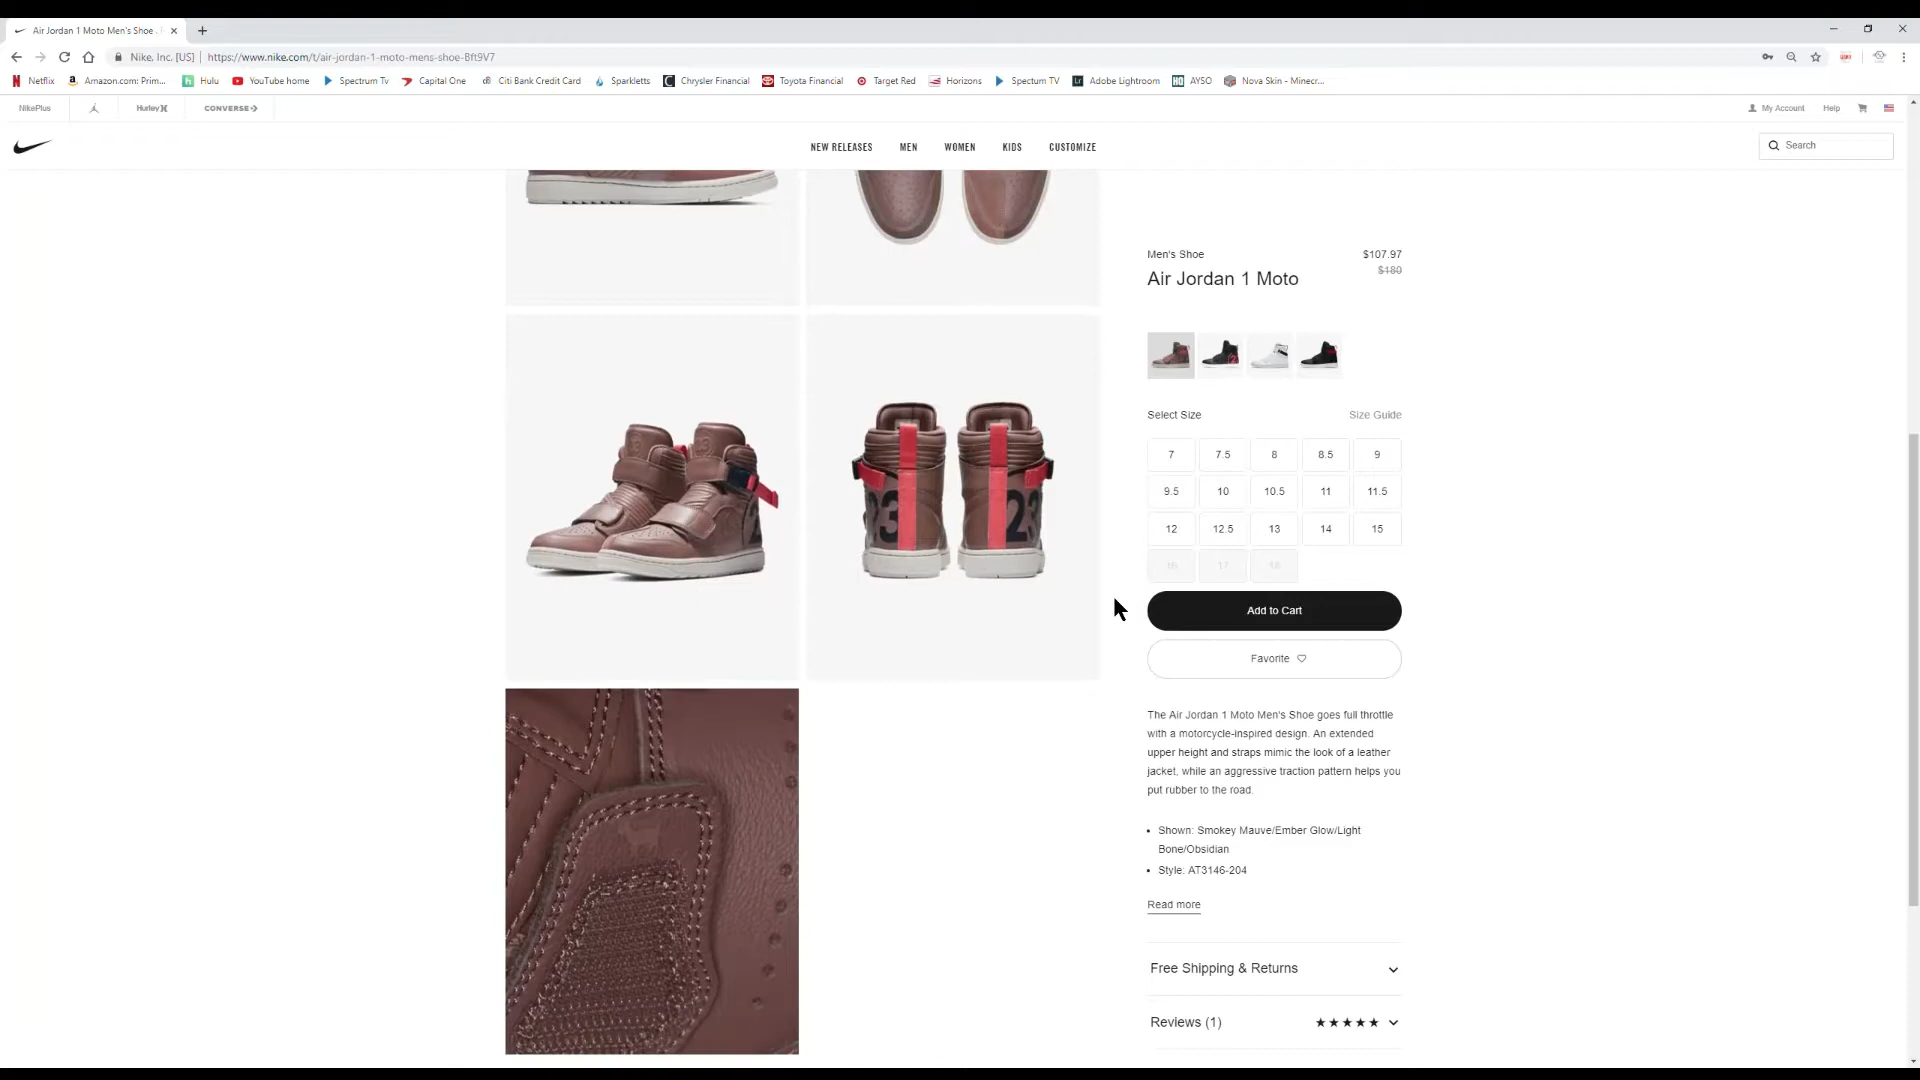 Air Jordan 1 Moto Men's Shoe
Nike, Inc. [US] | https://www.nike.com/t/air-jordan-1-moto-mens-shoe-8ft9V7
Netflix Amazon.com: Prim... Hulu YouTube home Spectrum Tv Capital One Citi Bank Credit Card Sparkletts Chrysler Financial Toyota Financial Target Red Horizons Spectum TV Adobe Lightroom AYSO Nova Skin - Minecr...
NikePlus Hurley CONVERSE My Account Help
NEW RELEASES MEN WOMEN KIDS CUSTOMIZE Search
Men's Shoe $107.97
Air Jordan 1 Moto $180
Select Size Size Guide
7 7.5 8 8.5 9
9.5 10 10.5 11 11.5
12 12.5 13 14 15
16 17 18
23 23
Add to Cart
Favorite
The Air Jordan 1 Moto Men's Shoe goes full throttle
with a motorcycle-inspired design. An extended
upper height and straps mimic the look of a leather
jacket, while an aggressive traction pattern helps you
put rubber to the road.
• Shown: Smokey Mauve/Ember Glow/Light
Bone/Obsidian
• Style: AT3146-204
Read more
Free Shipping & Returns
Reviews (1) ★★★★★